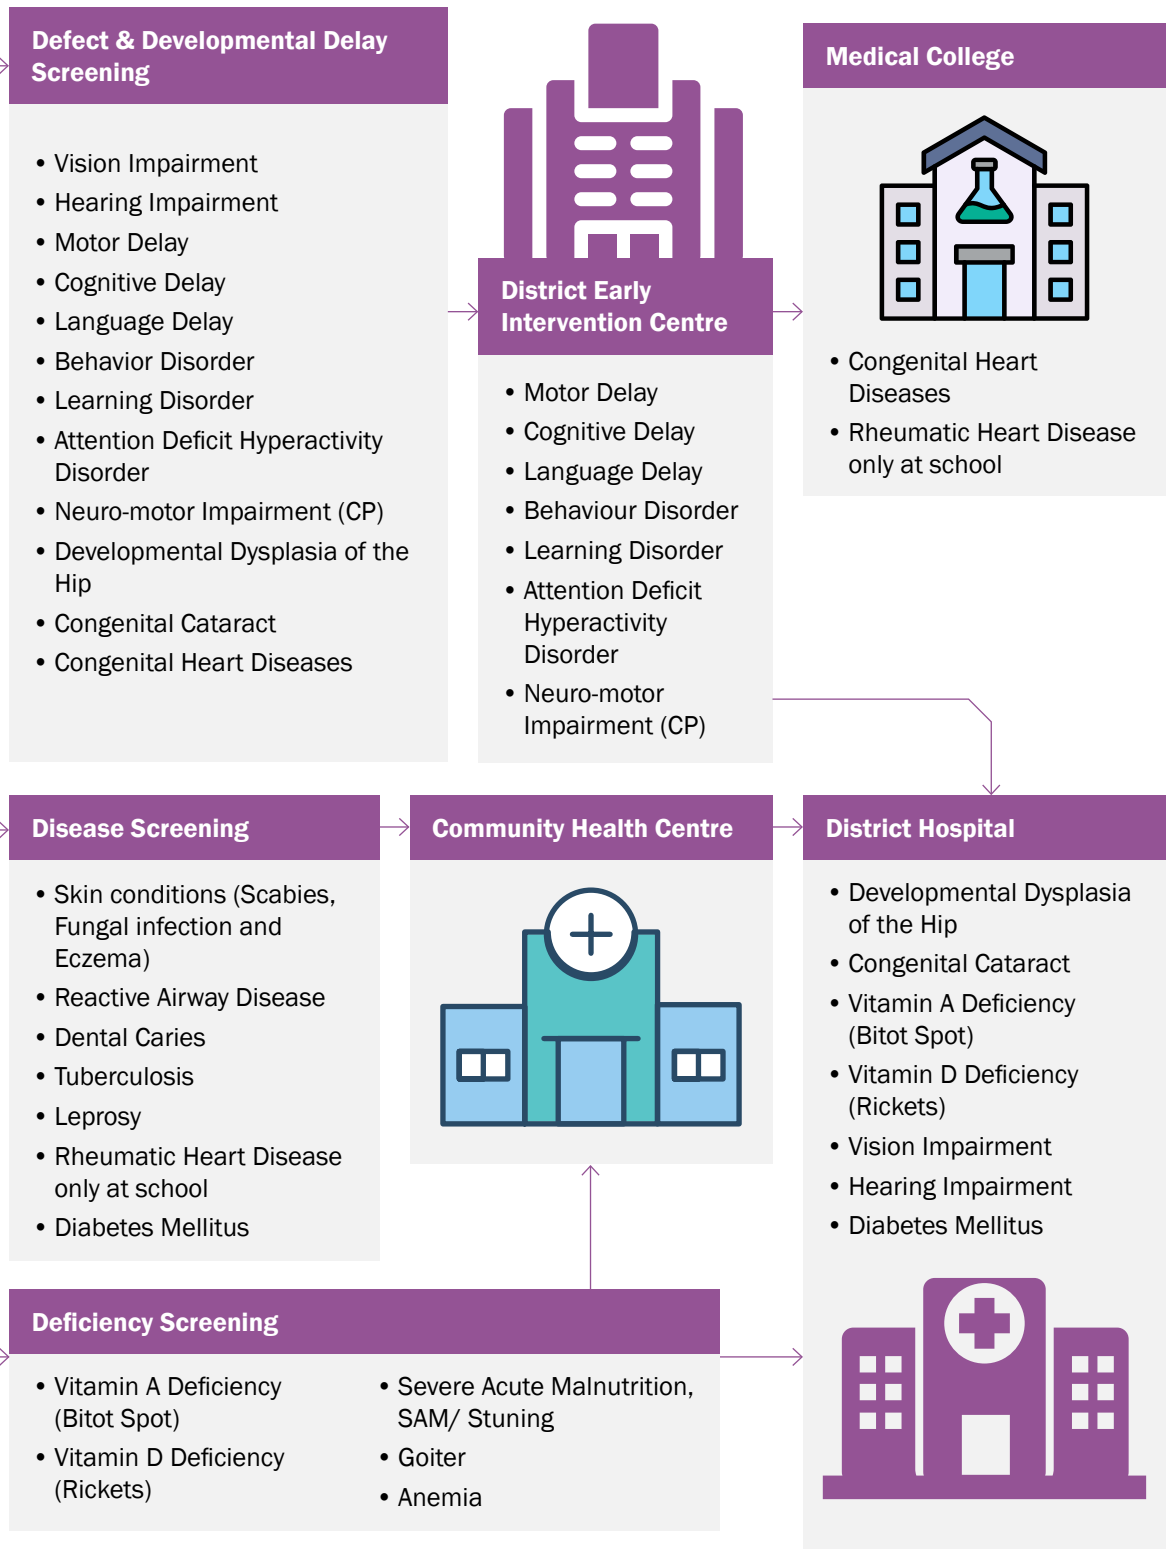 Defect & Developmental Delay
Screening
• Vision Impairment
• Hearing Impairment
• Motor Delay
• Cognitive Delay
• Language Delay
• Behavior Disorder
• Learning Disorder
• Attention Deficit Hyperactivity
Disorder
• Neuro-motor Impairment (CP)
• Developmental Dysplasia of the
Hip
• Congenital Cataract
• Congenital Heart Diseases
District Early
Intervention Centre
• Motor Delay
• Cognitive Delay
• Language Delay
• Behaviour Disorder
• Learning Disorder
• Attention Deficit
Hyperactivity
Disorder
• Neuro-motor
Impairment (CP)
Medical College
• Congenital Heart
Diseases
• Rheumatic Heart Disease
only at school
Disease Screening
• Skin conditions (Scabies,
Fungal infection and
Eczema)
• Reactive Airway Disease
• Dental Caries
• Tuberculosis
• Leprosy
• Rheumatic Heart Disease
only at school
• Diabetes Mellitus
Community Health Centre
District Hospital
• Developmental Dysplasia
of the Hip
• Congenital Cataract
• Vitamin A Deficiency
(Bitot Spot)
• Vitamin D Deficiency
(Rickets)
• Vision Impairment
• Hearing Impairment
• Diabetes Mellitus
Deficiency Screening
• Vitamin A Deficiency
(Bitot Spot)
• Vitamin D Deficiency
(Rickets)
• Severe Acute Malnutrition,
SAM/ Stuning
• Goiter
• Anemia